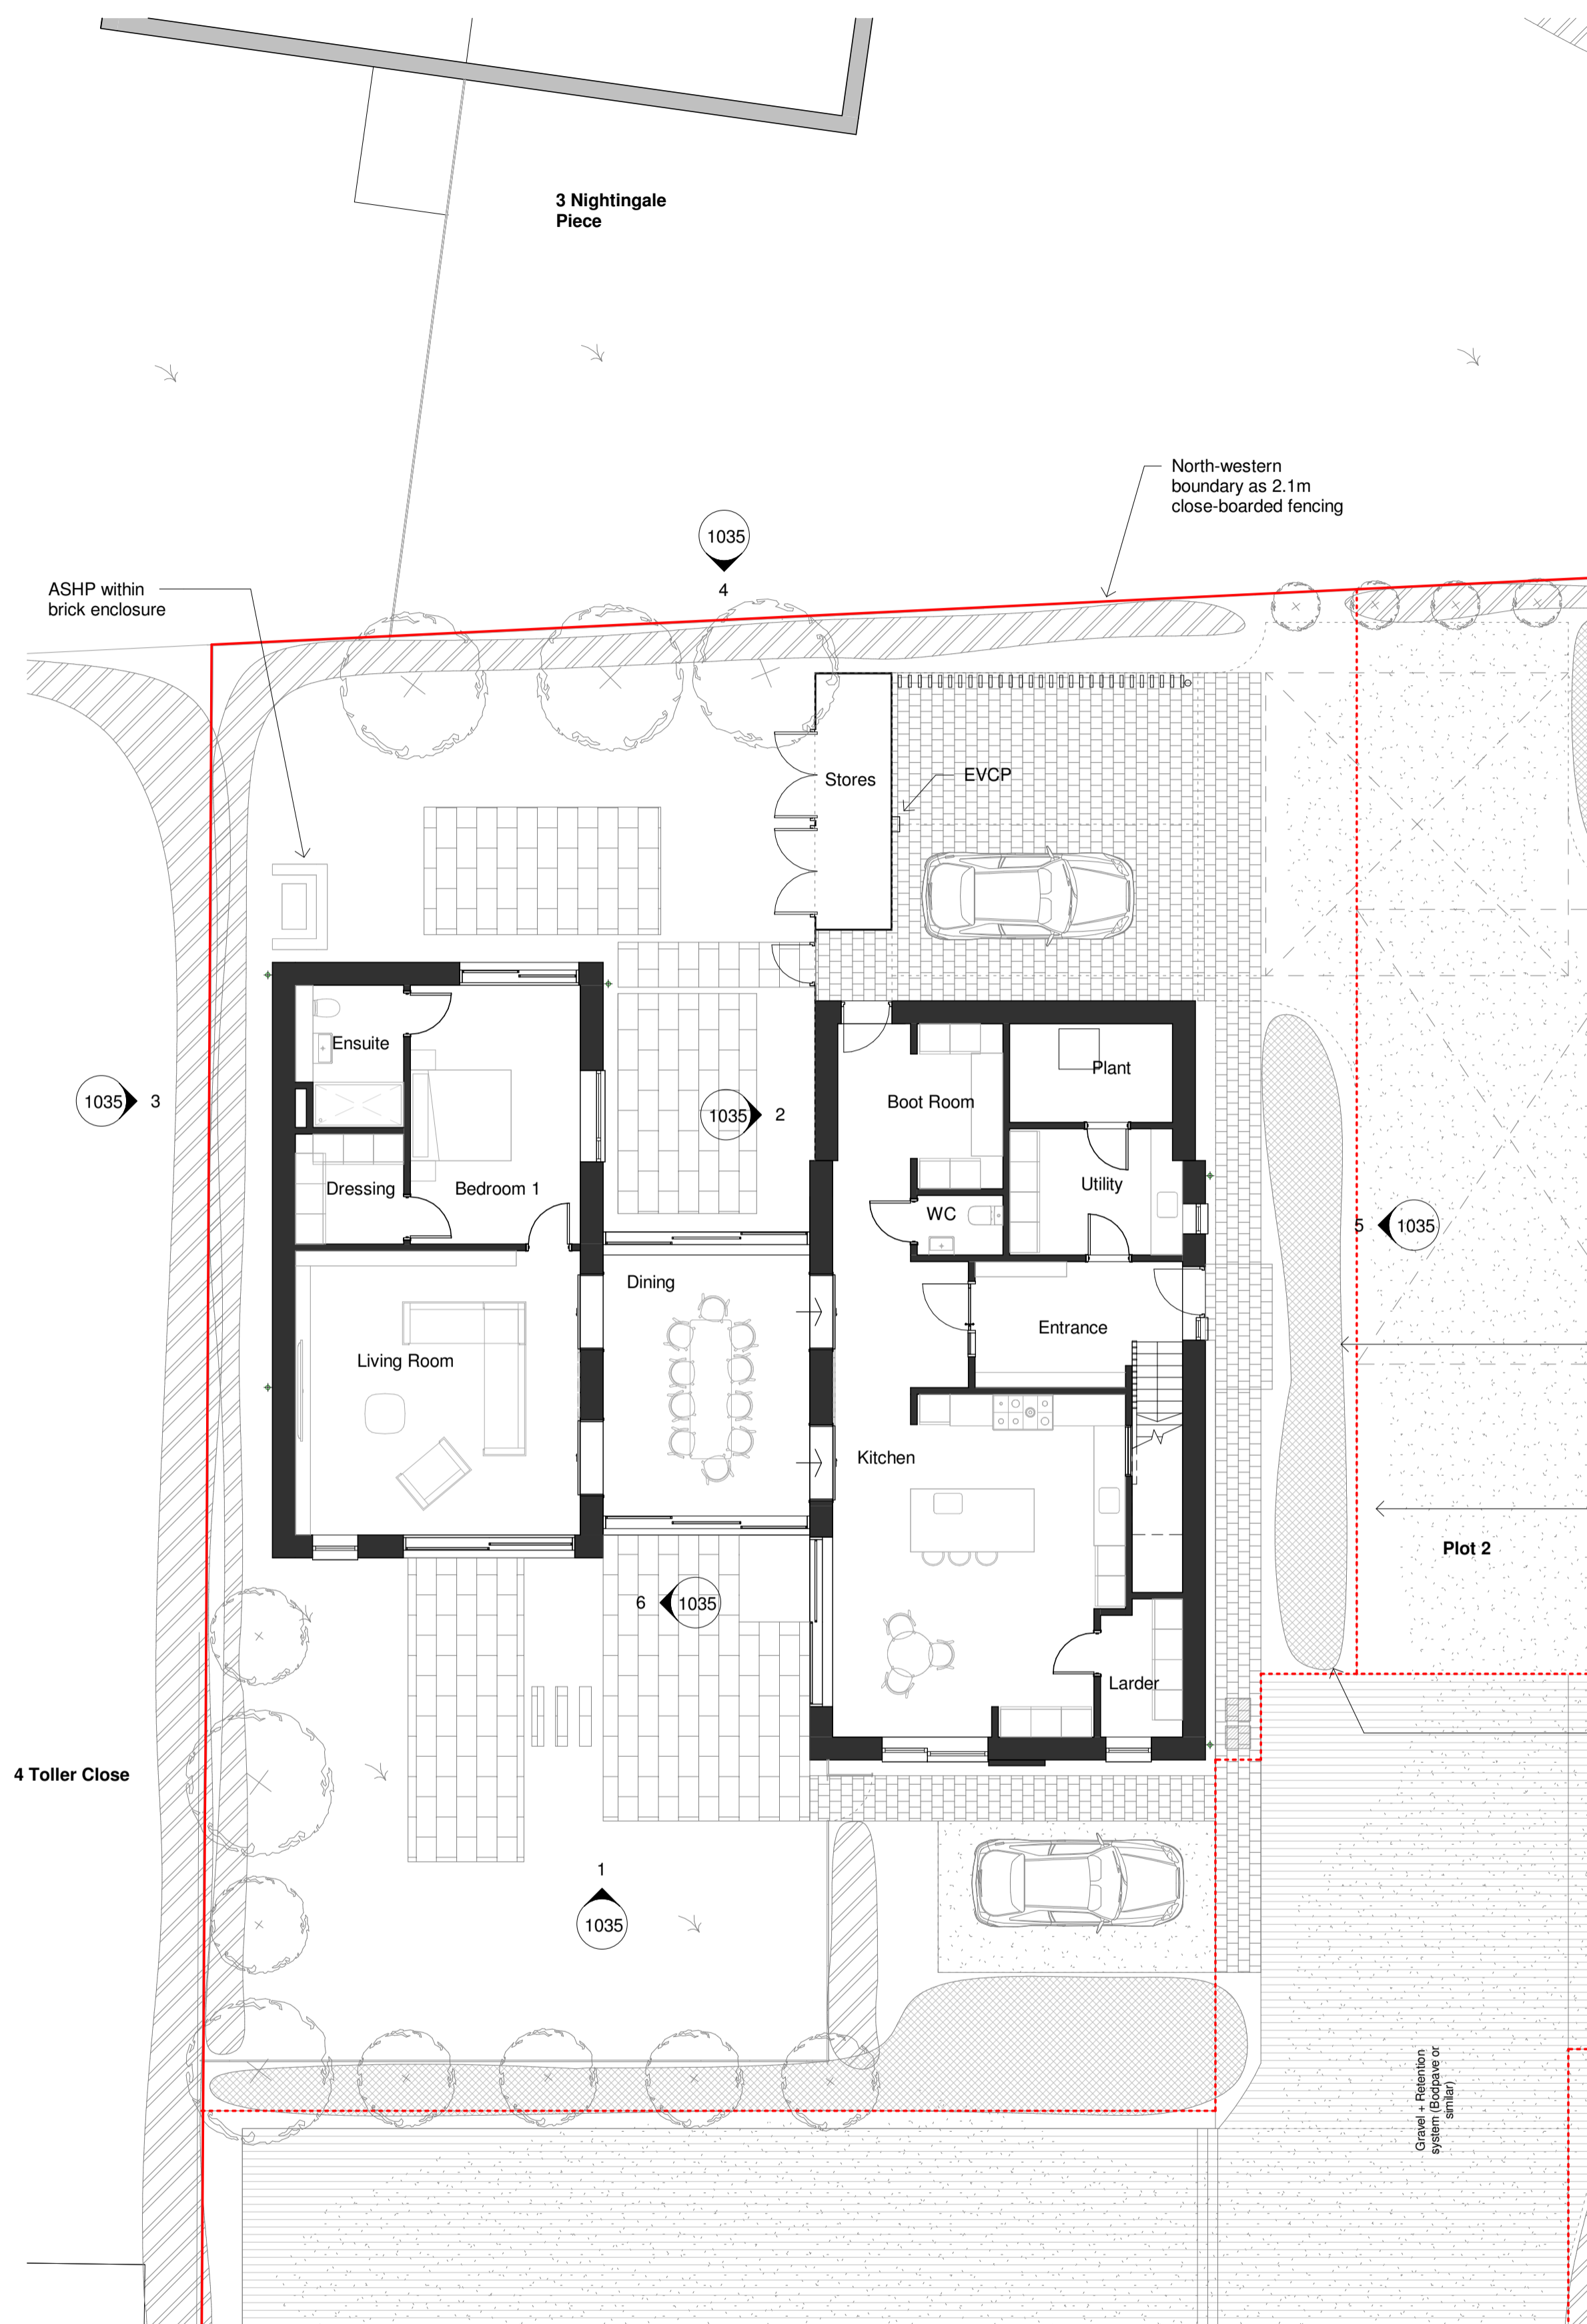 3 Nightingale
Piece
North-western
boundary as 2.1m
close-boarded fencing
1035
4
ASHP within
brick enclosure
Stores
EVCP
Ensuite
Plant
1035
3
1035
2
Boot Room
Dressing
Bedroom 1
Utility
WC
5
1035
Dining
Entrance
Living Room
Kitchen
Plot 2
6
1035
Larder
4 Toller Close
1
1035
Gravel + Retention
system (Bodpave or
similar)